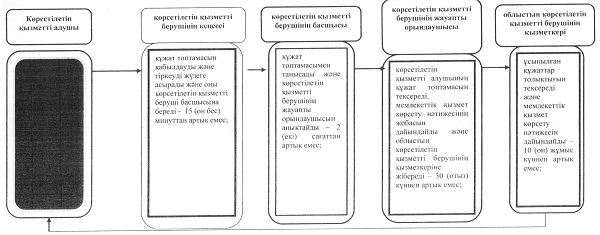 Көрсетілетін
қызметті алушы
көрсетілетін қызметті
берушінің кеңсесі
құжат топтамасын
қабылдауды және
тіркеуді жүзеге
асырады және оны
көрсетілетін қызметті
беруші басшысына
береді - 15 (он бес)
минуттан артық емес;
көрсетілетін қызметті
берушінің басшысы
құжат
топтамасымен
танысады және
көрсетілетін
қызметті
берушінің
жауапты
орындаушысын
анықтайды – 2
(екі) сағаттан
артық емес;
көрсетілетін қызметті
берушінің жауапты
орындаушысы
көрсетілетін
қызметті алушының
құжат топтамасын
тексереді,
мемлекеттік қызмет
көрсету нәтижесінің
жобасын
дайындайды және
облыстың
көрсетілетін
қызметті берушінің
қызметкеріне
жібереді – 30 (отыз)
күннен артық емес;
облыстың көрсетілетін
қызметті берушінің
қызметкері
ұсынылған
құжаттар
толықтығын
тексереді және
мемлекеттік
қызмет
көрсету
нәтижесін
дайындайды –
10 (он) жұмыс
күннен артық
емес;